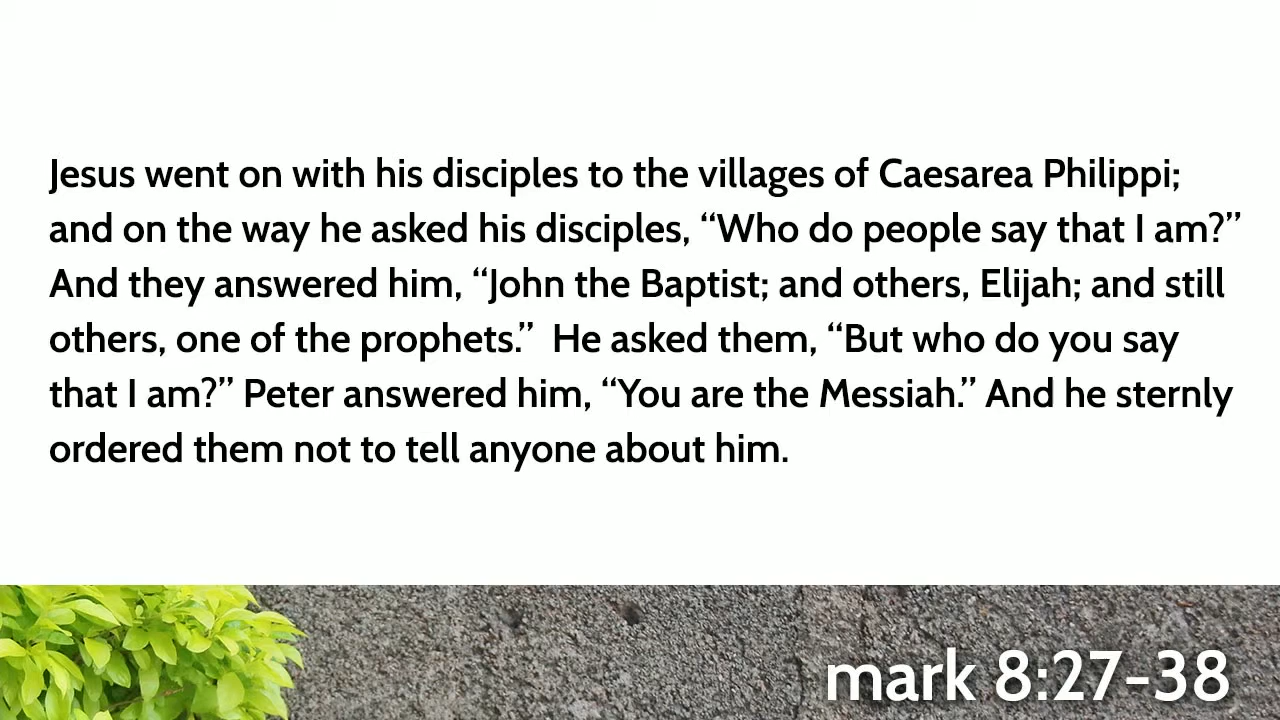 Jesus went on with his disciples to the villages of Caesarea Philippi;
and on the way he asked his disciples, “Who do people say that I am?”
And they answered him, “John the Baptist; and others, Elijah; and still
others, one of the prophets.”  He asked them, “But who do you say
that I am?” Peter answered him, “You are the Messiah.” And he sternly
ordered them not to tell anyone about him.
mark 8:27-38